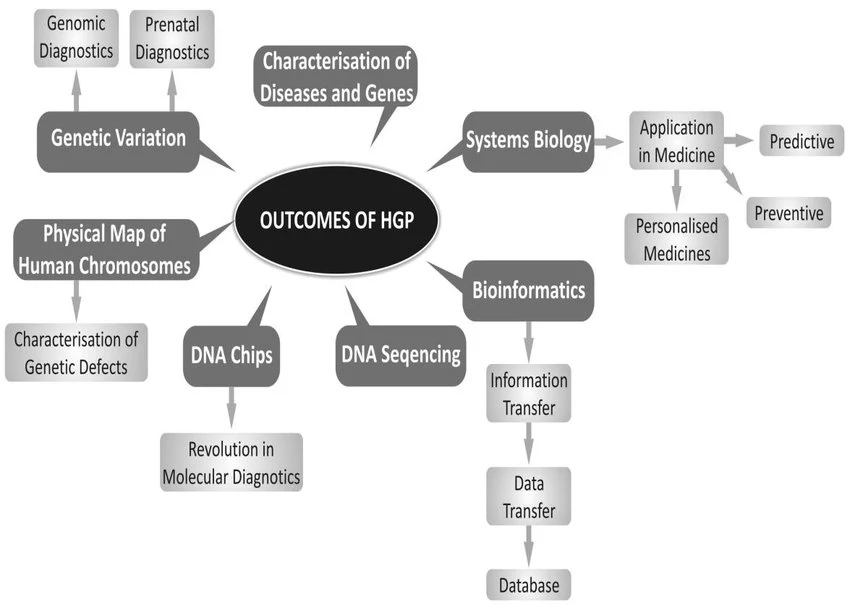 Genomic
Diagnostics
Prenatal
Diagnostics
Characterisation of
Diseases and Genes
Genetic Variation
Systems Biology
Application
in Medicine
Predictive
Preventive
Personalised
Medicines
OUTCOMES OF HGP
Physical Map of
Human Chromosomes
Bioinformatics
Characterisation of
Genetic Defects
DNA Chips
DNA Seqencing
Information
Transfer
Revolution in
Molecular Diagnotics
Data
Transfer
Database